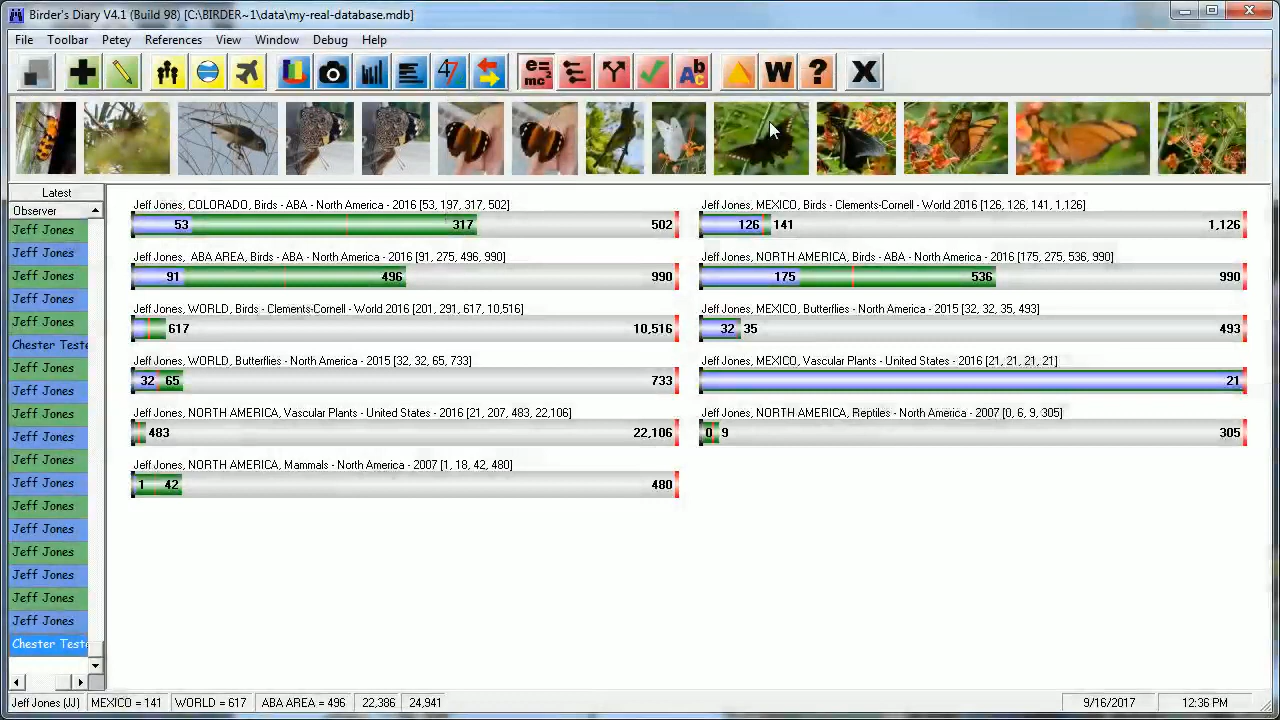 Birder's Diary V4.1 (Build 98) [C:\BIRDER~1\data\my-real-database.mdb]
File Toolbar Petey References View Window Debug Help
47 e= mc² Abc W ? X
Latest
Observer
Jeff Jones
Jeff Jones
Jeff Jones
Jeff Jones
Jeff Jones
Chester Teste
Jeff Jones
Jeff Jones
Jeff Jones
Jeff Jones
Jeff Jones
Jeff Jones
Jeff Jones
Jeff Jones
Jeff Jones
Jeff Jones
Jeff Jones
Jeff Jones
Chester Teste
Jeff Jones, COLORADO, Birds - ABA - North America - 2016 [53, 197, 317, 502]
53 317 502
Jeff Jones, MEXICO, Birds - Clements-Cornell - World 2016 [126, 126, 141, 1,126]
126 141 1,126
Jeff Jones, ABA AREA, Birds - ABA - North America - 2016 [91, 275, 496, 990]
91 496 990
Jeff Jones, NORTH AMERICA, Birds - ABA - North America - 2016 [175, 275, 536, 990]
175 536 990
Jeff Jones, WORLD, Birds - Clements-Cornell - World 2016 [201, 291, 617, 10,516]
617 10,516
Jeff Jones, MEXICO, Butterflies - North America - 2015 [32, 32, 35, 493]
32 35 493
Jeff Jones, WORLD, Butterflies - North America - 2015 [32, 32, 65, 733]
32 65 733
Jeff Jones, MEXICO, Vascular Plants - United States - 2016 [21, 21, 21, 21]
21
Jeff Jones, NORTH AMERICA, Vascular Plants - United States - 2016 [21, 207, 483, 22,106]
483 22,106
Jeff Jones, NORTH AMERICA, Reptiles - North America - 2007 [0, 6, 9, 305]
0 9 305
Jeff Jones, NORTH AMERICA, Mammals - North America - 2007 [1, 18, 42, 480]
1 42 480
Jeff Jones (JJ) MEXICO = 141 WORLD = 617 ABA AREA = 496 22,386 24,941 9/16/2017 12:36 PM